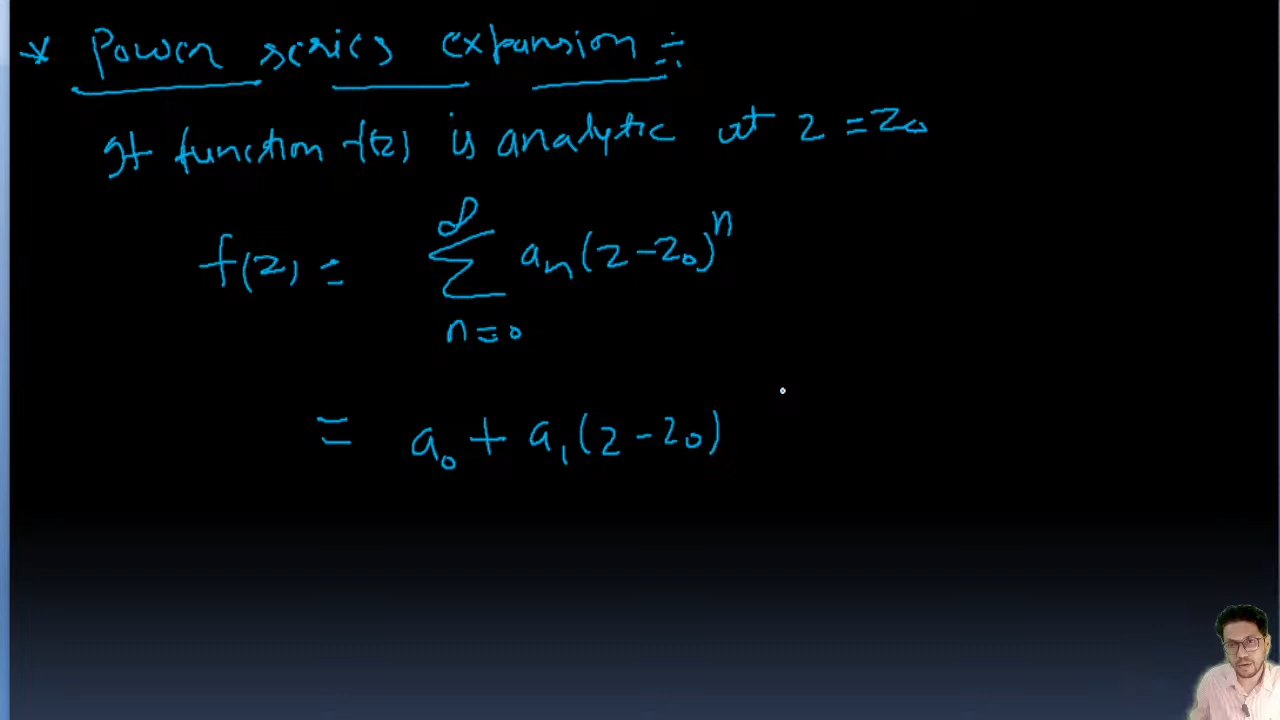 * Power series expansion :-
If function f(z) is analytic at z = z₀
f(z) = ∞∑n=0 aₙ(z-z₀)ⁿ
= a₀ + a₁(z-z₀)